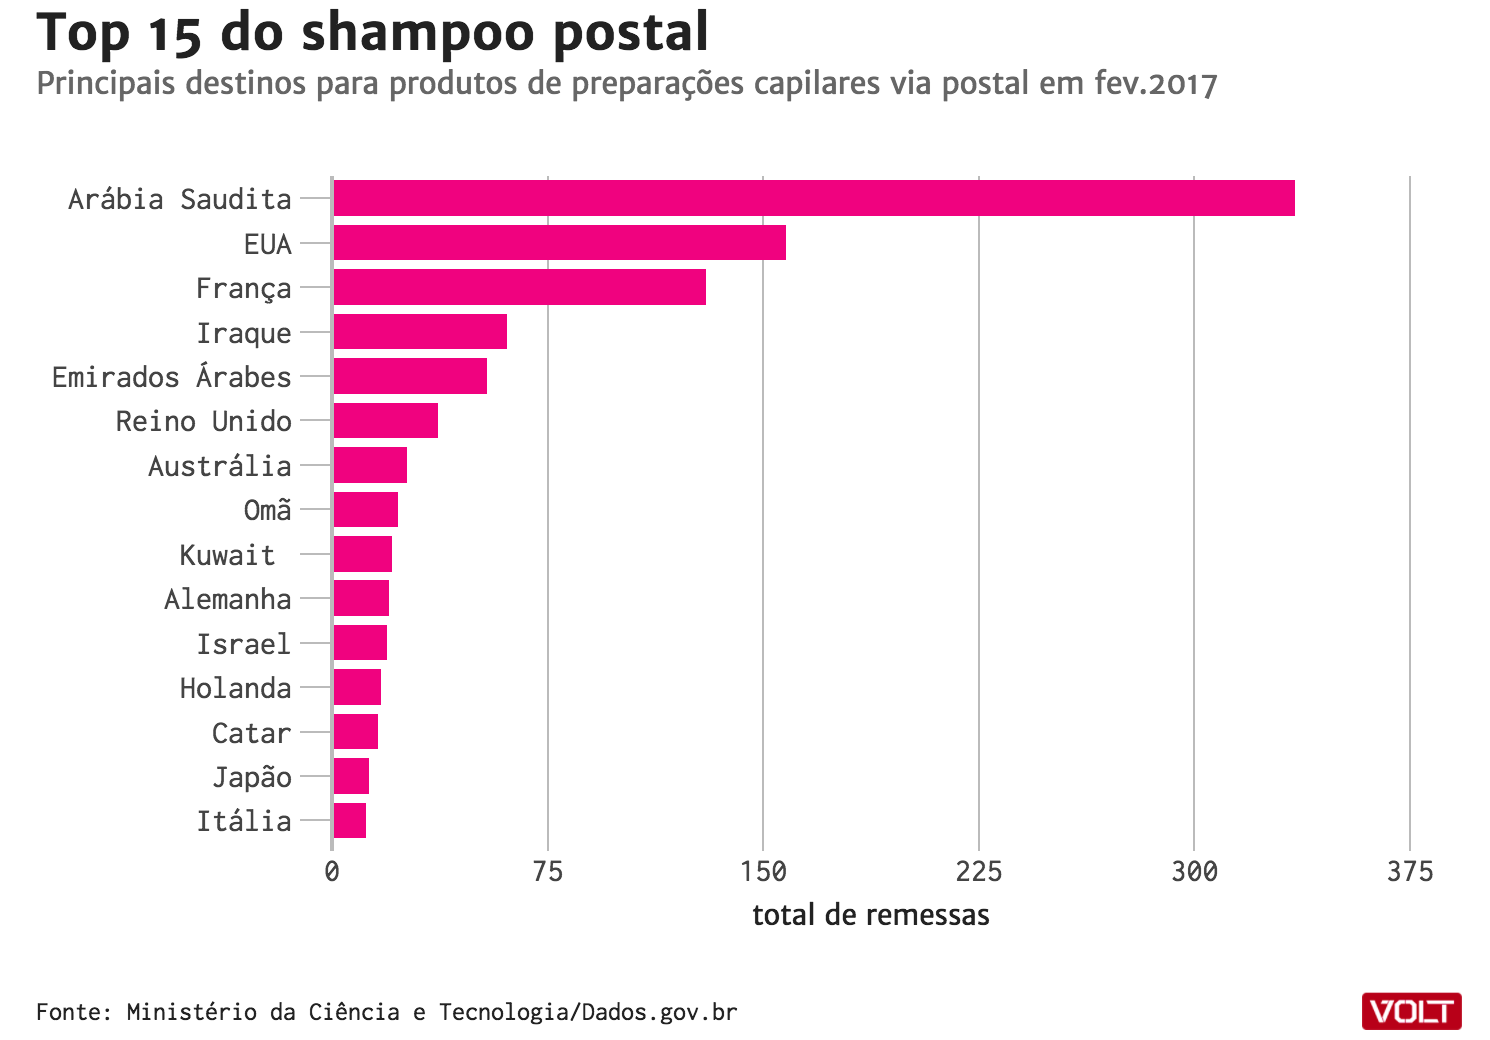 Top 15 do shampoo postal
Principais destinos para produtos de preparações capilares via postal em fev.2017
Arábia Saudita
EUA
França
Iraque
Emirados Árabes
Reino Unido
Austrália
Omã
Kuwait
Alemanha
Israel
Holanda
Catar
Japão
Itália
0 75 150 225 300 375
total de remessas
Fonte: Ministério da Ciência e Tecnologia/Dados.gov.br
VOLT